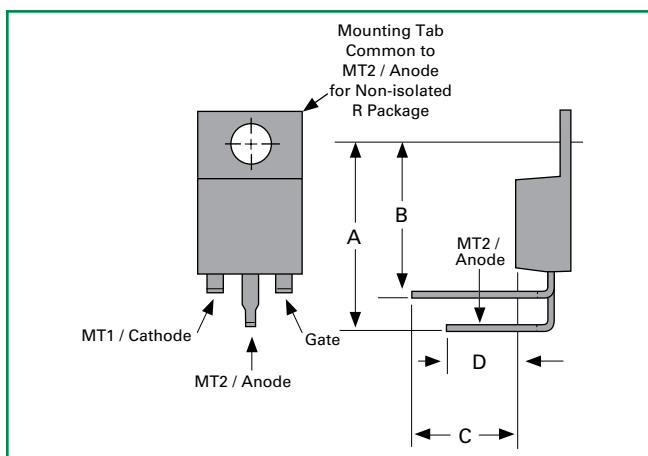 Mounting Tab
Common to
MT2 / Anode
for Non-isolated
R Package
A
B
MT2 /
Anode
MT1 / Cathode
Gate
MT2 / Anode
D
C